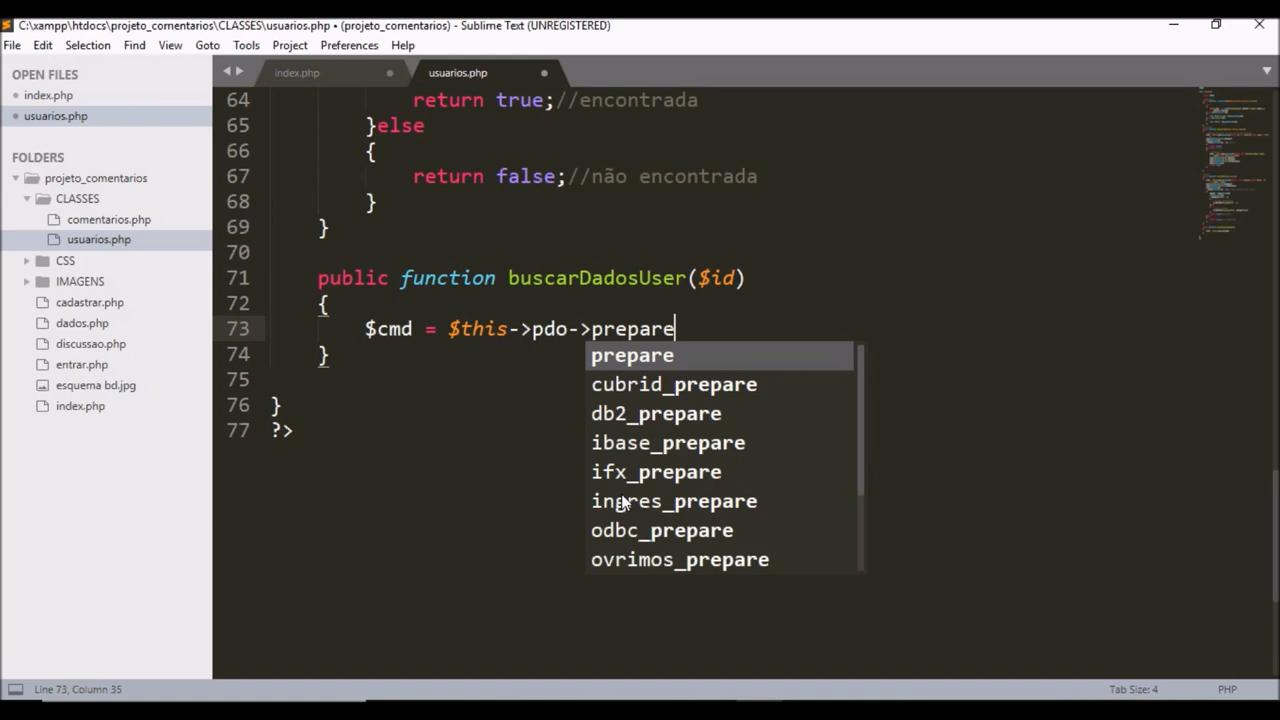 C:\xampp\htdocs\projeto_comentarios\CLASSES\usuarios.php • (projeto_comentarios) - Sublime Text (UNREGISTERED)
File Edit Selection Find View Goto Tools Project Preferences Help
OPEN FILES
index.php
usuarios.php
FOLDERS
projeto_comentarios
CLASSES
comentarios.php
usuarios.php
CSS
IMAGENS
cadastrar.php
dados.php
discussao.php
entrar.php
esquema bd.jpg
index.php
index.php usuarios.php
64 return true;//encontrada
65 }else
66 {
67 return false;//não encontrada
68 }
69 }
70
71 public function buscarDadosUser($id)
72 {
73 $cmd = $this->pdo->prepare
74 }
75
76 }
77 ?>
prepare
cubrid_prepare
db2_prepare
ibase_prepare
ifx_prepare
ingres_prepare
odbc_prepare
ovrimos_prepare
Line 73, Column 35 Tab Size: 4 PHP